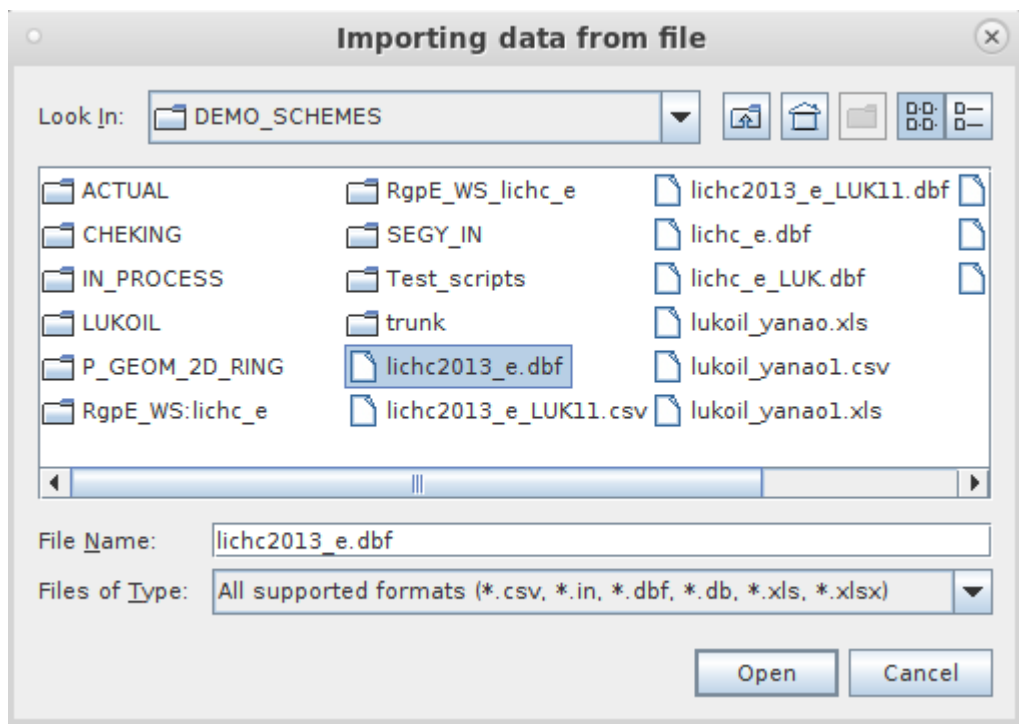 Importing data from file
Look In: DEMO_SCHEMES
ACTUAL RgpE_WS_lichc_e lichc2013_e_LUK11.dbf
CHEKING SEGY_IN lichc_e.dbf
IN_PROCESS Test_scripts lichc_e_LUK.dbf
LUKOIL trunk lukoil_yanao.xls
P_GEOM_2D_RING lichc2013_e.dbf lukoil_yanao1.csv
RgpE_WS:lichc_e lichc2013_e_LUK11.csv lukoil_yanao1.xls
File Name: lichc2013_e.dbf
Files of Type: All supported formats (*.csv, *.in, *.dbf, *.db, *.xls, *.xlsx)
Open Cancel